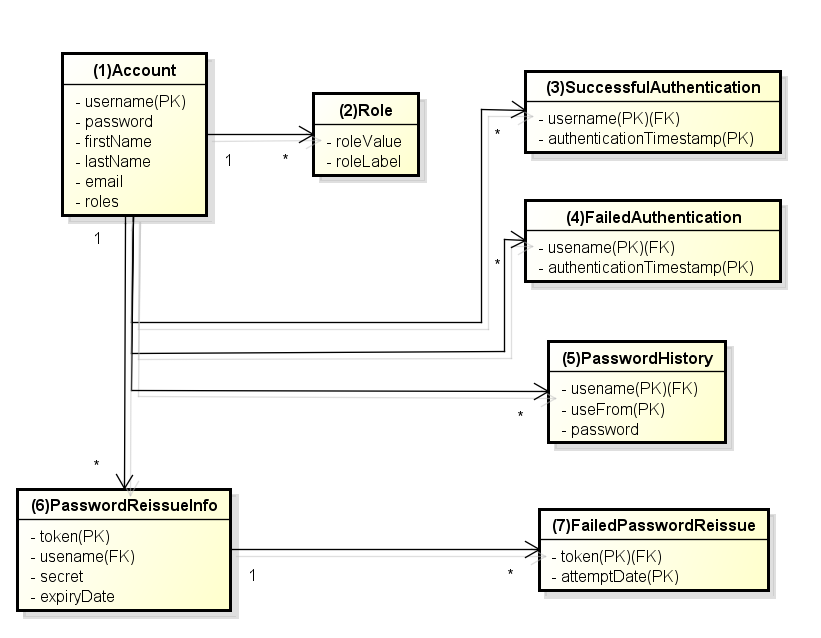 (1)Account
- username(PK)
- password
- firstName
- lastName
- email
- roles
(2)Role
- roleValue
- roleLabel
1
*
(3)SuccessfulAuthentication
- username(PK)(FK)
- authenticationTimestamp(PK)
*
(4)FailedAuthentication
- usename(PK)(FK)
- authenticationTimestamp(PK)
*
1
(5)PasswordHistory
- usename(PK)(FK)
- useFrom(PK)
- password
*
*
(6)PasswordReissueInfo
- token(PK)
- usename(FK)
- secret
- expiryDate
1
*
(7)FailedPasswordReissue
- token(PK)(FK)
- attemptDate(PK)